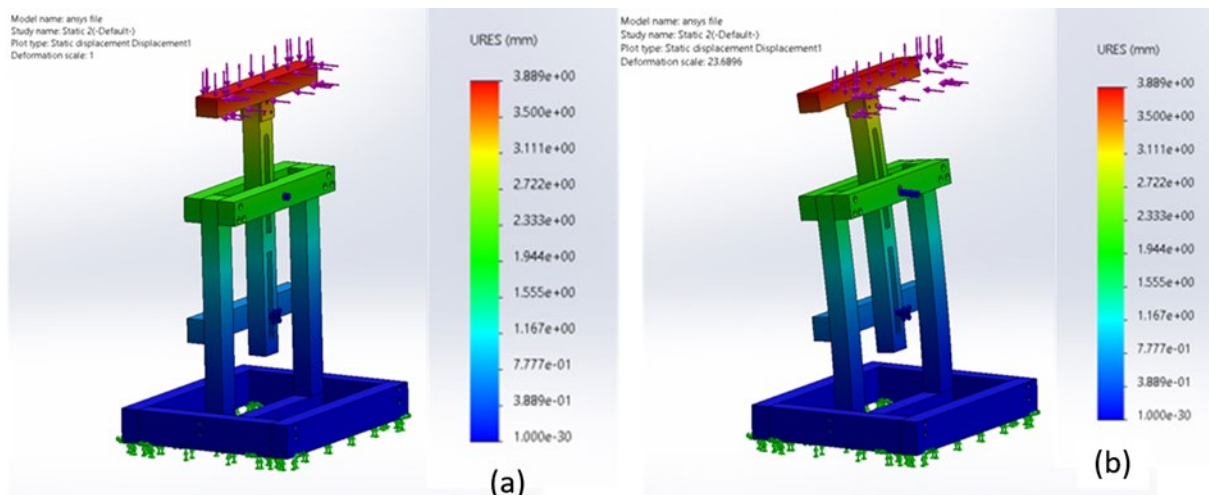 Model name: ansys file
Study name: Static 2(-Default-)
Plot type: Static displacement Displacement1
Deformation scale: 1
URES (mm)
3.889e+00
3.500e+00
3.111e+00
2.722e+00
2.333e+00
1.944e+00
1.555e+00
1.167e+00
7.777e-01
3.889e-01
1.000e-30
(a)
Model name: ansys file
Study name: Static 2(-Default-)
Plot type: Static displacement Displacement1
Deformation scale: 23.6896
URES (mm)
3.889e+00
3.500e+00
3.111e+00
2.722e+00
2.333e+00
1.944e+00
1.555e+00
1.167e+00
7.777e-01
3.889e-01
1.000e-30
(b)